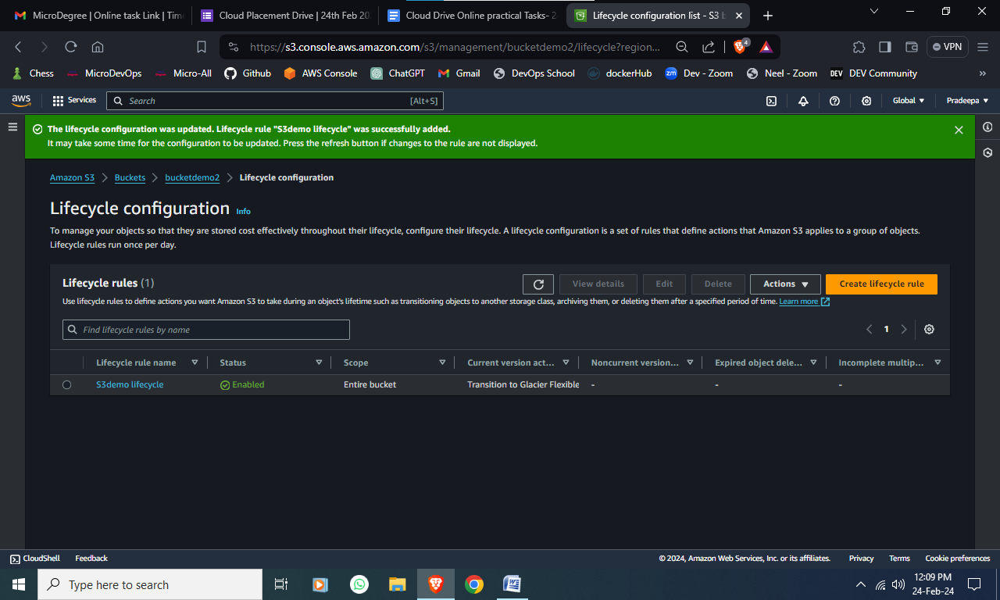 MicroDegree | Online task Link | Tim
Cloud Placement Drive | 24th Feb 20
Cloud Drive Online practical Tasks- 2
Lifecycle configuration list - S3 b
https://s3.console.aws.amazon.com/s3/management/bucketdemo2/lifecycle?region...
4
VPN
Chess
MicroDevOps
Micro-All
Github
AWS Console
ChatGPT
Gmail
DevOps School
dockerHub
zm
Dev - Zoom
Neel - Zoom
DEV
DEV Community
aws
Services
Search
[Alt+S]
Global
Pradeepa
The lifecycle configuration was updated. Lifecycle rule "S3demo lifecycle" was successfully added.
It may take some time for the configuration to be updated. Press the refresh button if changes to the rule are not displayed.
Amazon S3
Buckets
bucketdemo2
Lifecycle configuration
Lifecycle configuration Info
To manage your objects so that they are stored cost effectively throughout their lifecycle, configure their lifecycle. A lifecycle configuration is a set of rules that define actions that Amazon S3 applies to a group of objects.
Lifecycle rules run once per day.
Lifecycle rules (1)
View details
Edit
Delete
Actions
Create lifecycle rule
Use lifecycle rules to define actions you want Amazon S3 to take during an object's lifetime such as transitioning objects to another storage class, archiving them, or deleting them after a specified period of time. Learn more
Find lifecycle rules by name
1
Lifecycle rule name
Status
Scope
Current version act...
Noncurrent version...
Expired object dele...
Incomplete multip...
S3demo lifecycle
Enabled
Entire bucket
Transition to Glacier Flexible
-
-
-
CloudShell
Feedback
© 2024, Amazon Web Services, Inc. or its affiliates.
Privacy
Terms
Cookie preferences
Type here to search
12:09 PM
24-Feb-24